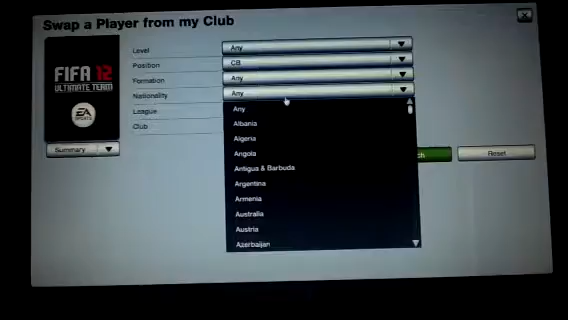 Swap a Player from my Club
FIFA 12
ULTIMATE TEAM
EA
SPORTS
Summary
Level
Any
Position
CB
Formation
Any
Nationality
Any
League
Club
Any
Albania
Algeria
Angola
Antigua & Barbuda
Argentina
Armenia
Australia
Austria
Azerbaijan
ch
Reset